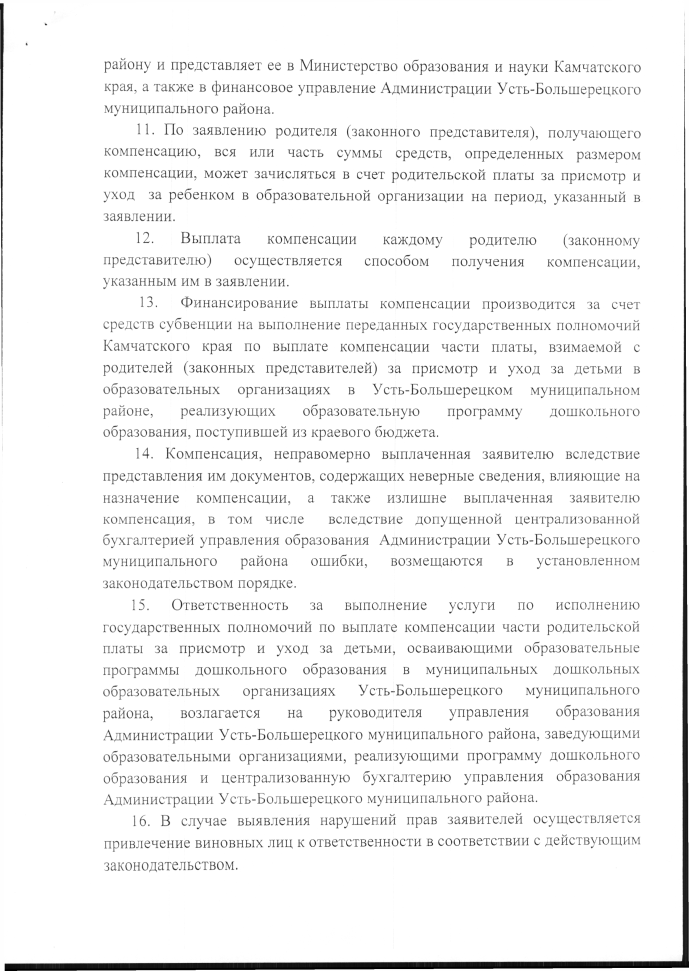 району и представляет ее в Министерство образования и науки Камчатского
края, а также в финансовое управление Администрации Усть-Большерецкого
муниципального района.
11. По заявлению родителя (законного представителя), получающего
компенсацию, вся или часть суммы средств, определенных размером
компенсации, может зачисляться в счет родительской платы за присмотр и
уход за ребенком в образовательной организации на период, указанный в
заявлении.
12. Выплата компенсации каждому родителю (законному
представителю) осуществляется способом получения компенсации,
указанным им в заявлении.
13. Финансирование выплаты компенсации производится за счет
средств субвенции на выполнение переданных государственных полномочий
Камчатского края по выплате компенсации части платы, взимаемой с
родителей (законных представителей) за присмотр и уход за детьми в
образовательных организациях в Усть-Большерецком муниципальном
районе, реализующих образовательную программу дошкольного
образования, поступившей из краевого бюджета.
14. Компенсация, неправомерно выплаченная заявителю вследствие
представления им документов, содержащих неверные сведения, влияющие на
назначение компенсации, а также излишне выплаченная заявителю
компенсация, в том числе вследствие допущенной централизованной
бухгалтерией управления образования Администрации Усть-Большерецкого
муниципального района ошибки, возмещаются в установленном
законодательством порядке.
15. Ответственность за выполнение услуги по исполнению
государственных полномочий по выплате компенсации части родительской
платы за присмотр и уход за детьми, осваивающими образовательные
программы дошкольного образования в муниципальных дошкольных
образовательных организациях Усть-Большерецкого муниципального
района, возлагается на руководителя управления образования
Администрации Усть-Большерецкого муниципального района, заведующими
образовательными организациями, реализующими программу дошкольного
образования и централизованную бухгалтерию управления образования
Администрации Усть-Большерецкого муниципального района.
16. В случае выявления нарушений прав заявителей осуществляется
привлечение виновных лиц к ответственности в соответствии с действующим
законодательством.